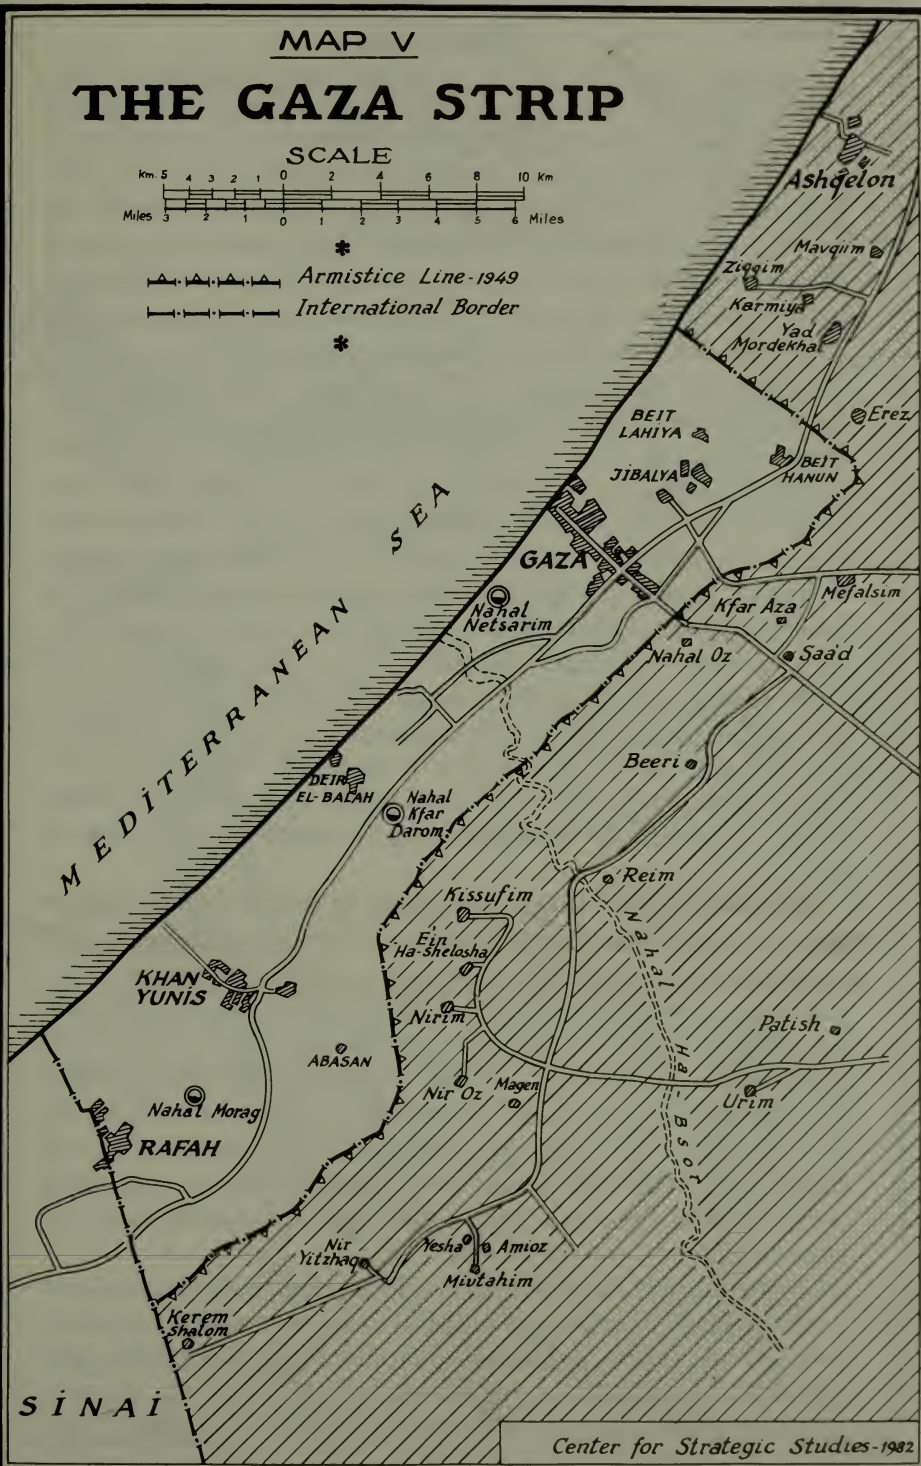 MAP V
THE GAZA STRIP
SCALE
km. 5 4 3 2 1 0 2 4 6 8 10 km
Miles 3 2 1 0 1 2 3 4 5 6 Miles
*
Armistice Line-1949
International Border
*
Ashqelon
Mavqiim
Ziqqim
Karmiya
Yad
Mordekhai
Erez
BEIT
LAHIYA
JIBALYA
BEIT
HANUN
MEDİTERRANEAN SEA
GAZA
Nahal
Netsarim
Kfar Aza
Mefalsim
Nahal Oz
Saad
Beeri
DEIR
EL-BALAH
Nahal
Kfar
Darom
Reim
Kissufim
Ein
Ha-shelosha
Nahal Ha-Bsor
KHAN
YUNIS
Nirim
Patish
ABASAN
Nir Oz
Magen
Urim
Nahal Morag
RAFAH
Nir
Yitzhaq
Yesha
Amioz
Mivtahim
Kerem
Shalom
SİNAİ
Center for Strategic Studies-1982